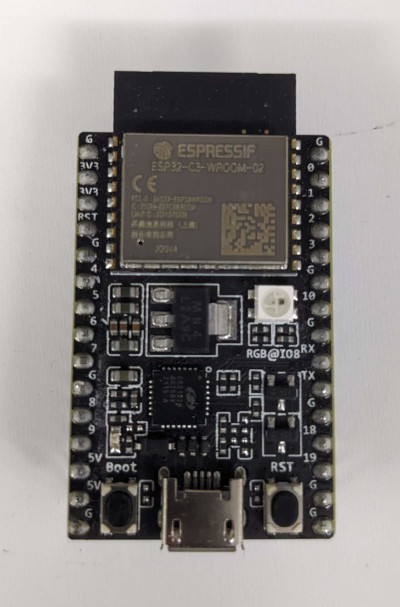 ESPRESSIF
ESP32-C3-WROOM-02
CE
G
3V3
3V3
RST
G
4
5
6
7
G
8
9
5V
5V
G
G
0
1
2
3
G
10
G
RX
TX
G
18
19
G
G
RGB@IO8
Boot
RST